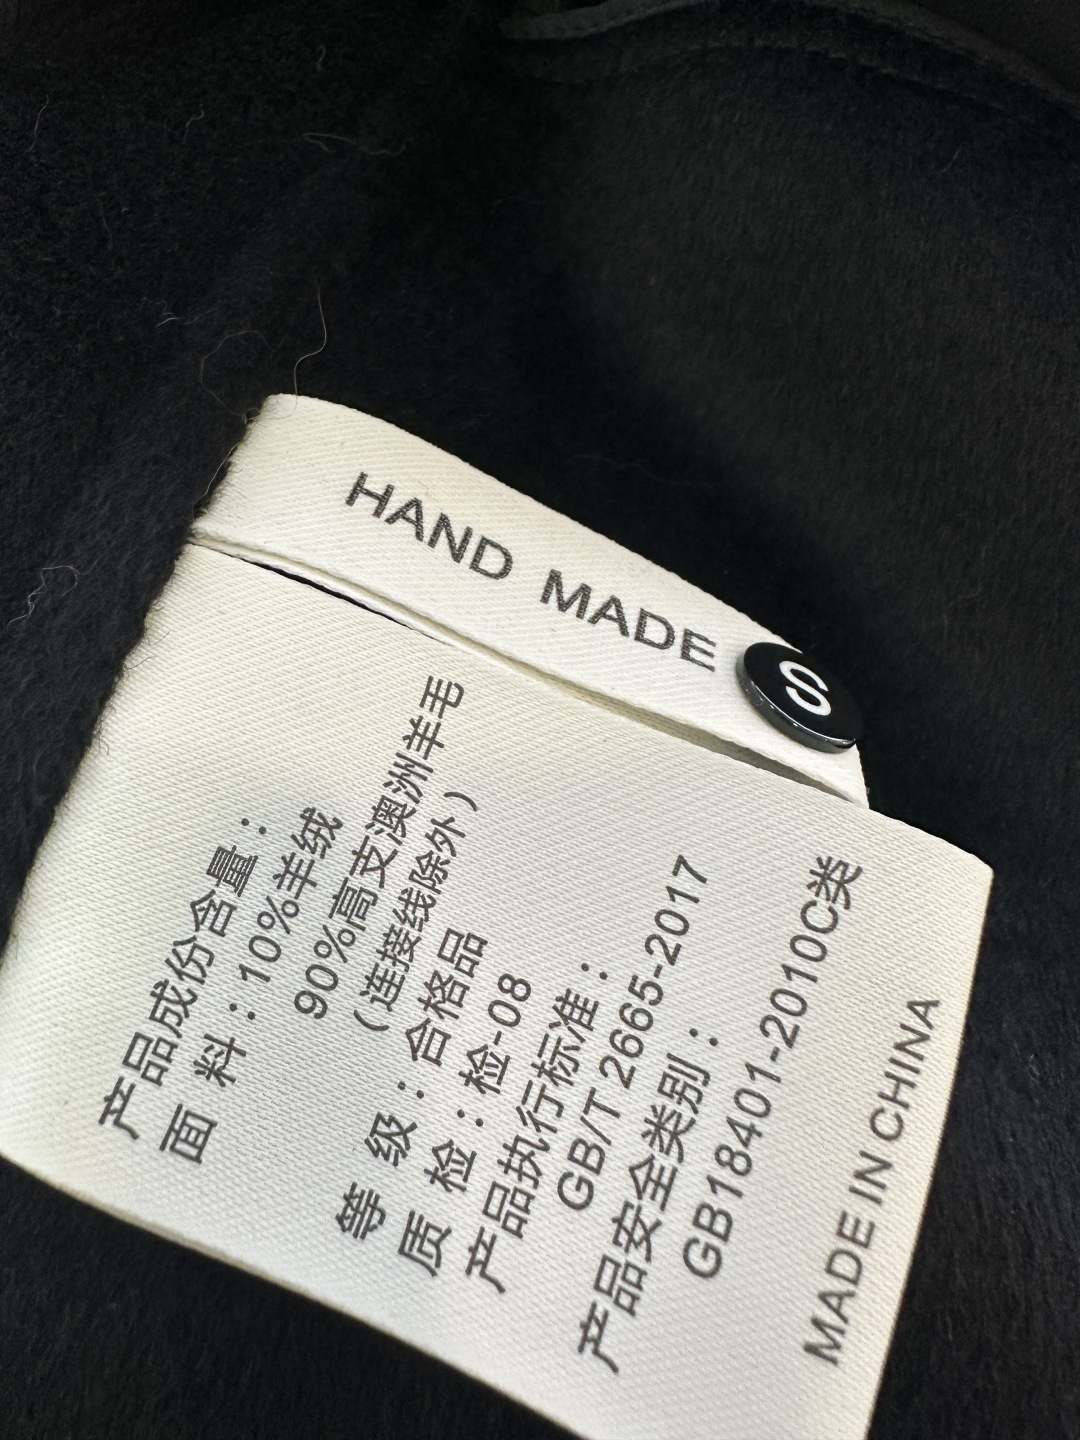 HAND MADE
S
产品成份含量：
面 料：10%羊绒
90%高支澳洲羊毛
（连接线除外）
等 级：合格品
质 检：检-08
产品执行标准：
GB/T 2665-2017
产品安全类别：
GB18401-2010C类
MADE IN CHINA